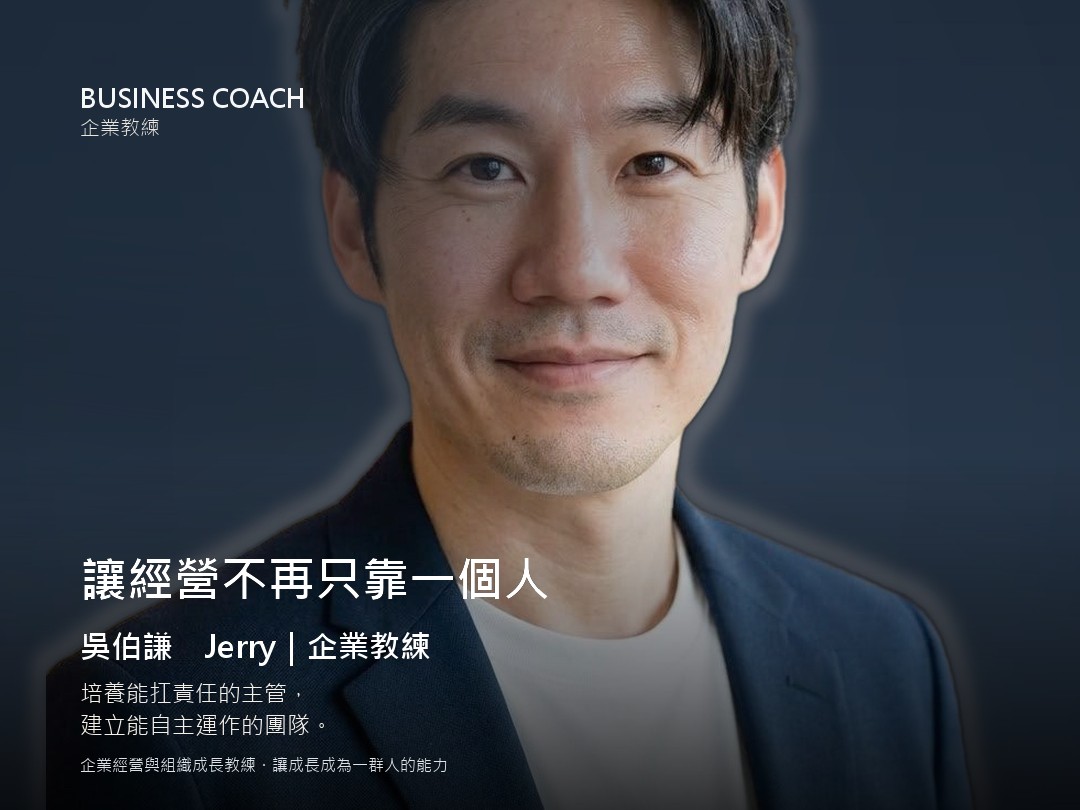 BUSINESS COACH
企業教練
讓經營不再只靠一個人
吳伯謙　Jerry｜企業教練
培養能扛責任的主管，
建立能自主運作的團隊。
企業經營與組織成長教練・讓成長成為一群人的能力